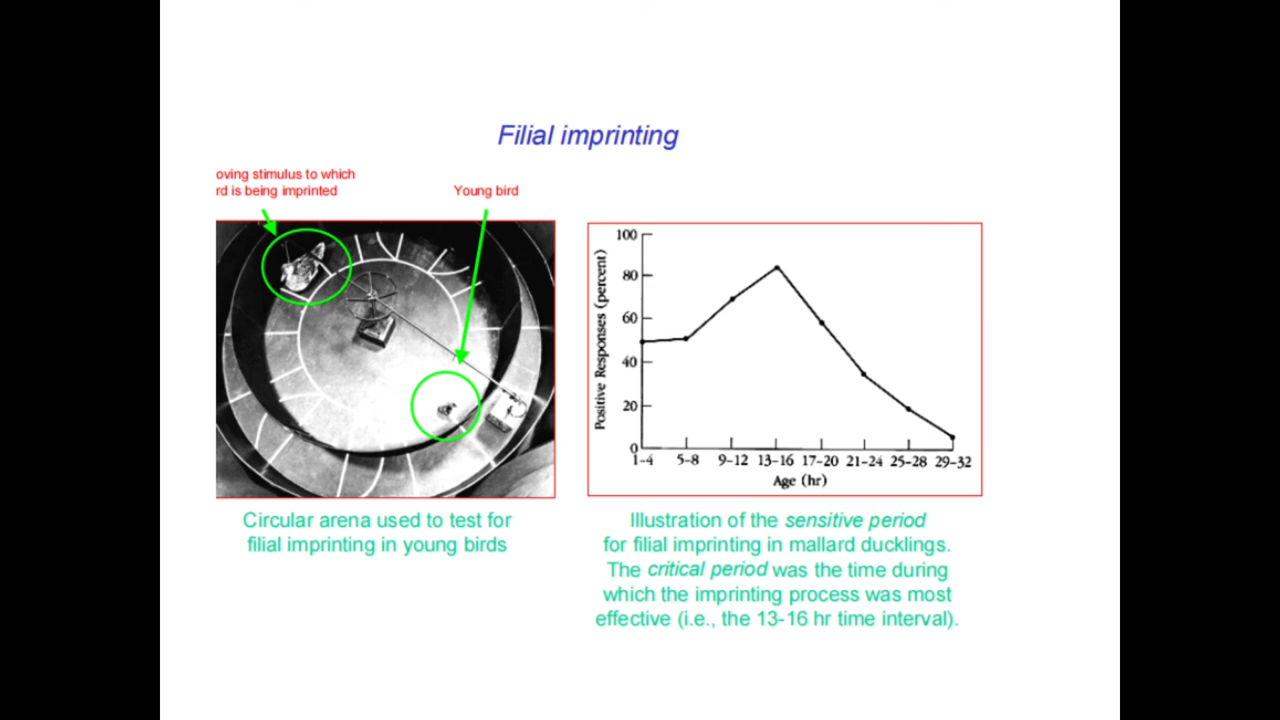 Filial imprinting
oving stimulus to which
rd is being imprinted
Young bird
100
80
60
40
20
0
Positive Responses (percent)
1-4 5-8 9-12 13-16 17-20 21-24 25-28 29-32
Age (hr)
Circular arena used to test for
filial imprinting in young birds
Illustration of the sensitive period
for filial imprinting in mallard ducklings.
The critical period was the time during
which the imprinting process was most
effective (i.e., the 13-16 hr time interval).